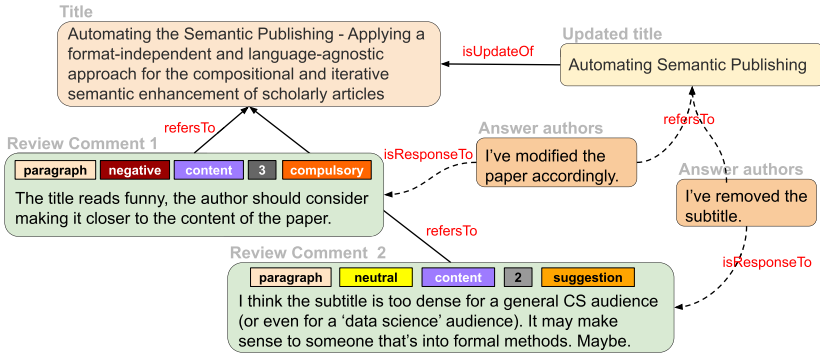 Title
Automating the Semantic Publishing - Applying a
format-independent and language-agnostic
approach for the compositional and iterative
semantic enhancement of scholarly articles
isUpdateOf
Updated title
Automating Semantic Publishing
refersTo
Review Comment 1
paragraph negative content 3 compulsory
The title reads funny, the author should consider
making it closer to the content of the paper.
isResponseTo
Answer authors
I've modified the
paper accordingly.
refersTo
Answer authors
I've removed the
subtitle.
refersTo
isResponseTo
Review Comment 2
paragraph neutral content 2 suggestion
I think the subtitle is too dense for a general CS audience
(or even for a 'data science' audience). It may make
sense to someone that's into formal methods. Maybe.